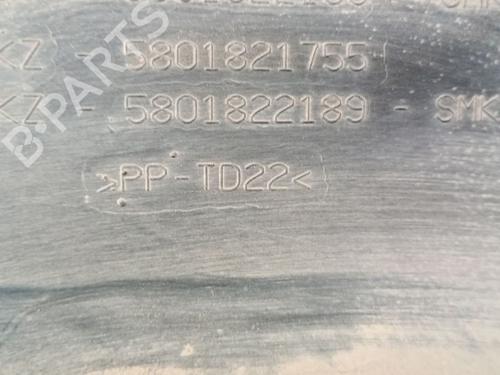 KZ - 5801821755
KZ - 5801822189 - SMK
>PP-TD22<
B-PARTS